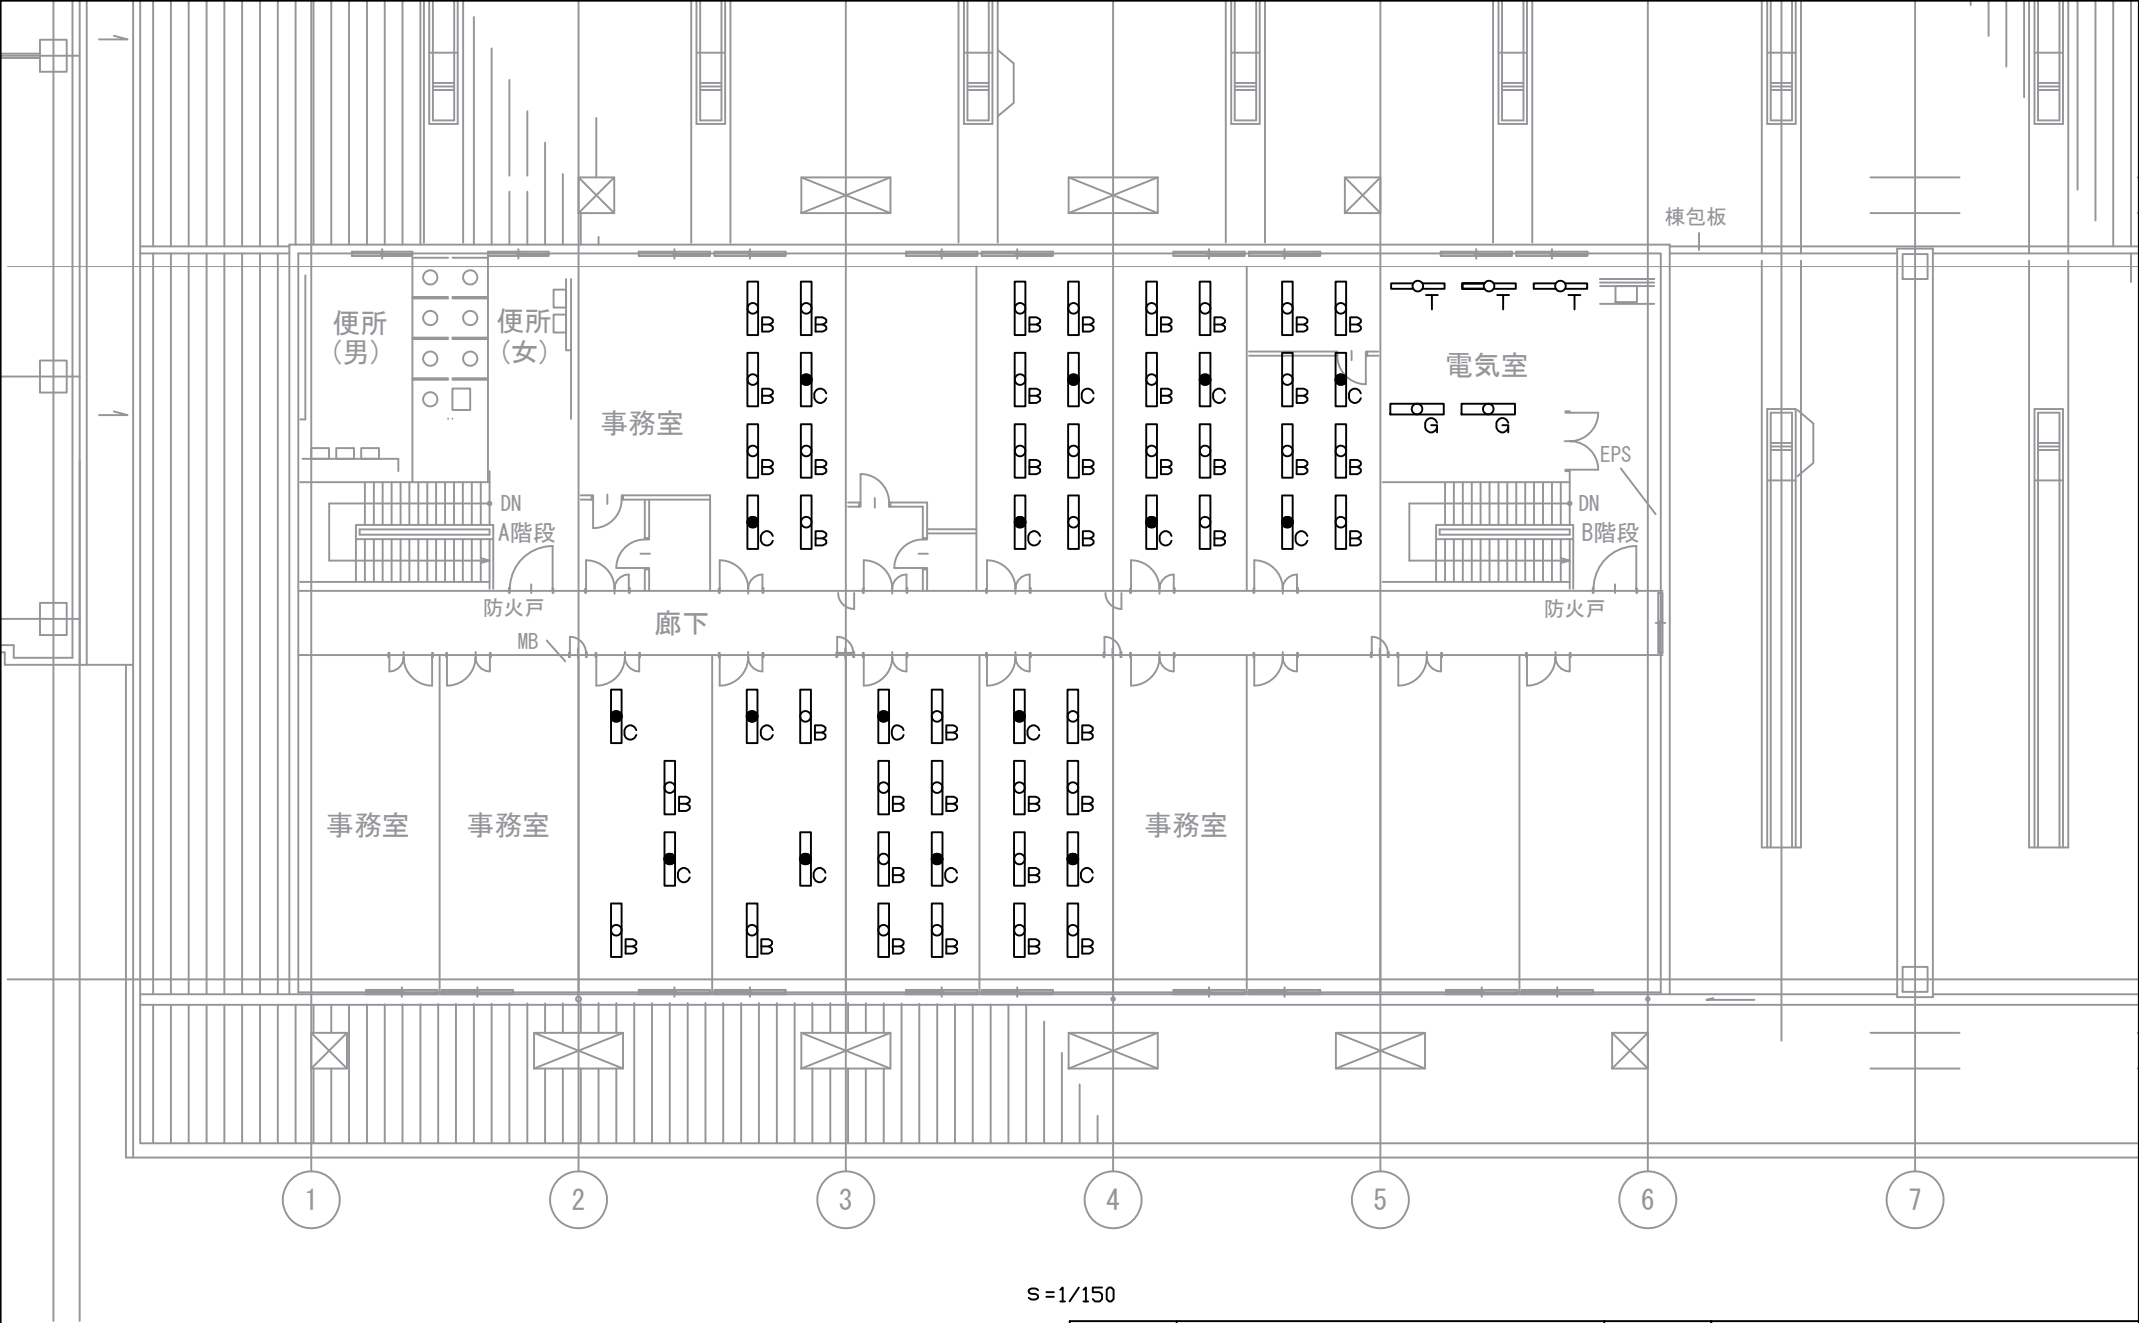 棟包板
便所
(男)
便所
(女)
B B B B B B B B T T T
電気室
B C B C B C B C
事務室
G G
B B B B B B B B
EPS
DN
A階段
C B C B C B C B
DN
B階段
防火戸
廊下
防火戸
MB
C C B C B C B
B B B B B
事務室
事務室
事務室
C C B C B C
B B B B B B
1 2 3 4 5 6 7
S=1/150